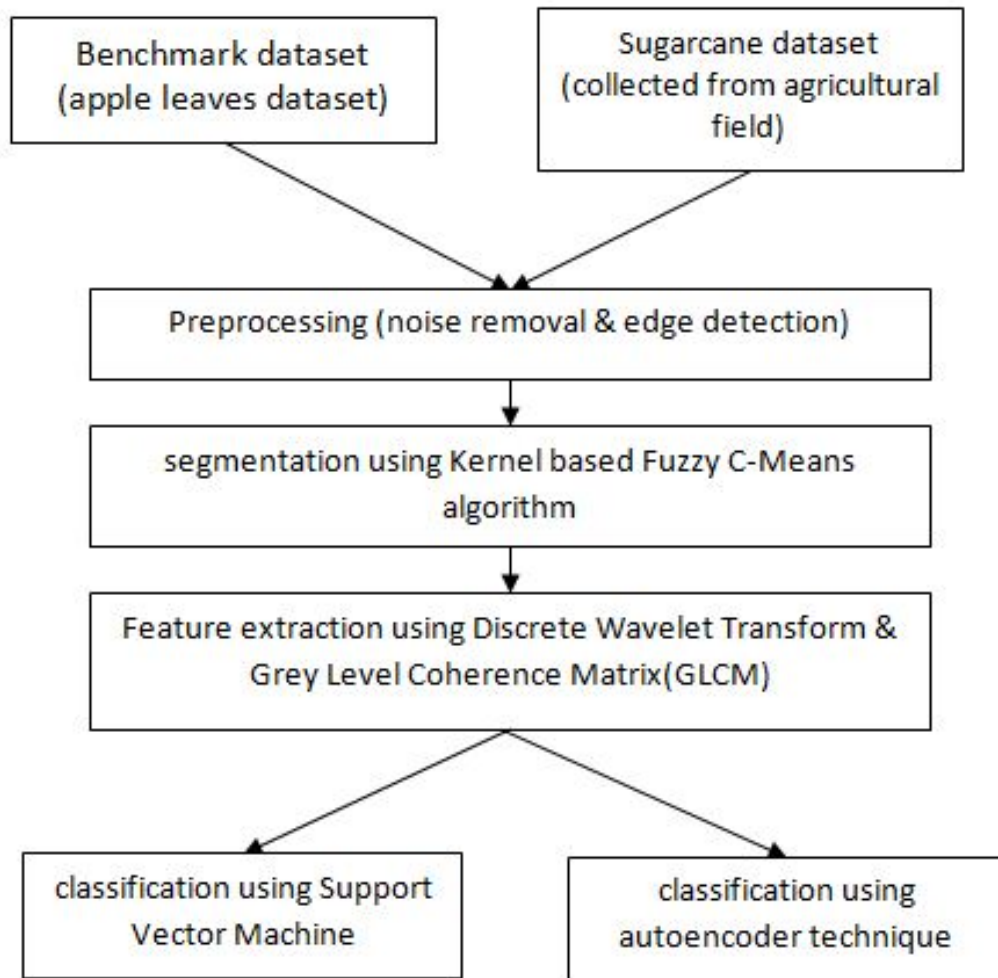 Benchmark dataset
(apple leaves dataset)
Sugarcane dataset
(collected from agricultural
field)
Preprocessing (noise removal & edge detection)
segmentation using Kernel based Fuzzy C-Means
algorithm
Feature extraction using Discrete Wavelet Transform &
Grey Level Coherence Matrix(GLCM)
classification using Support
Vector Machine
classification using
autoencoder technique